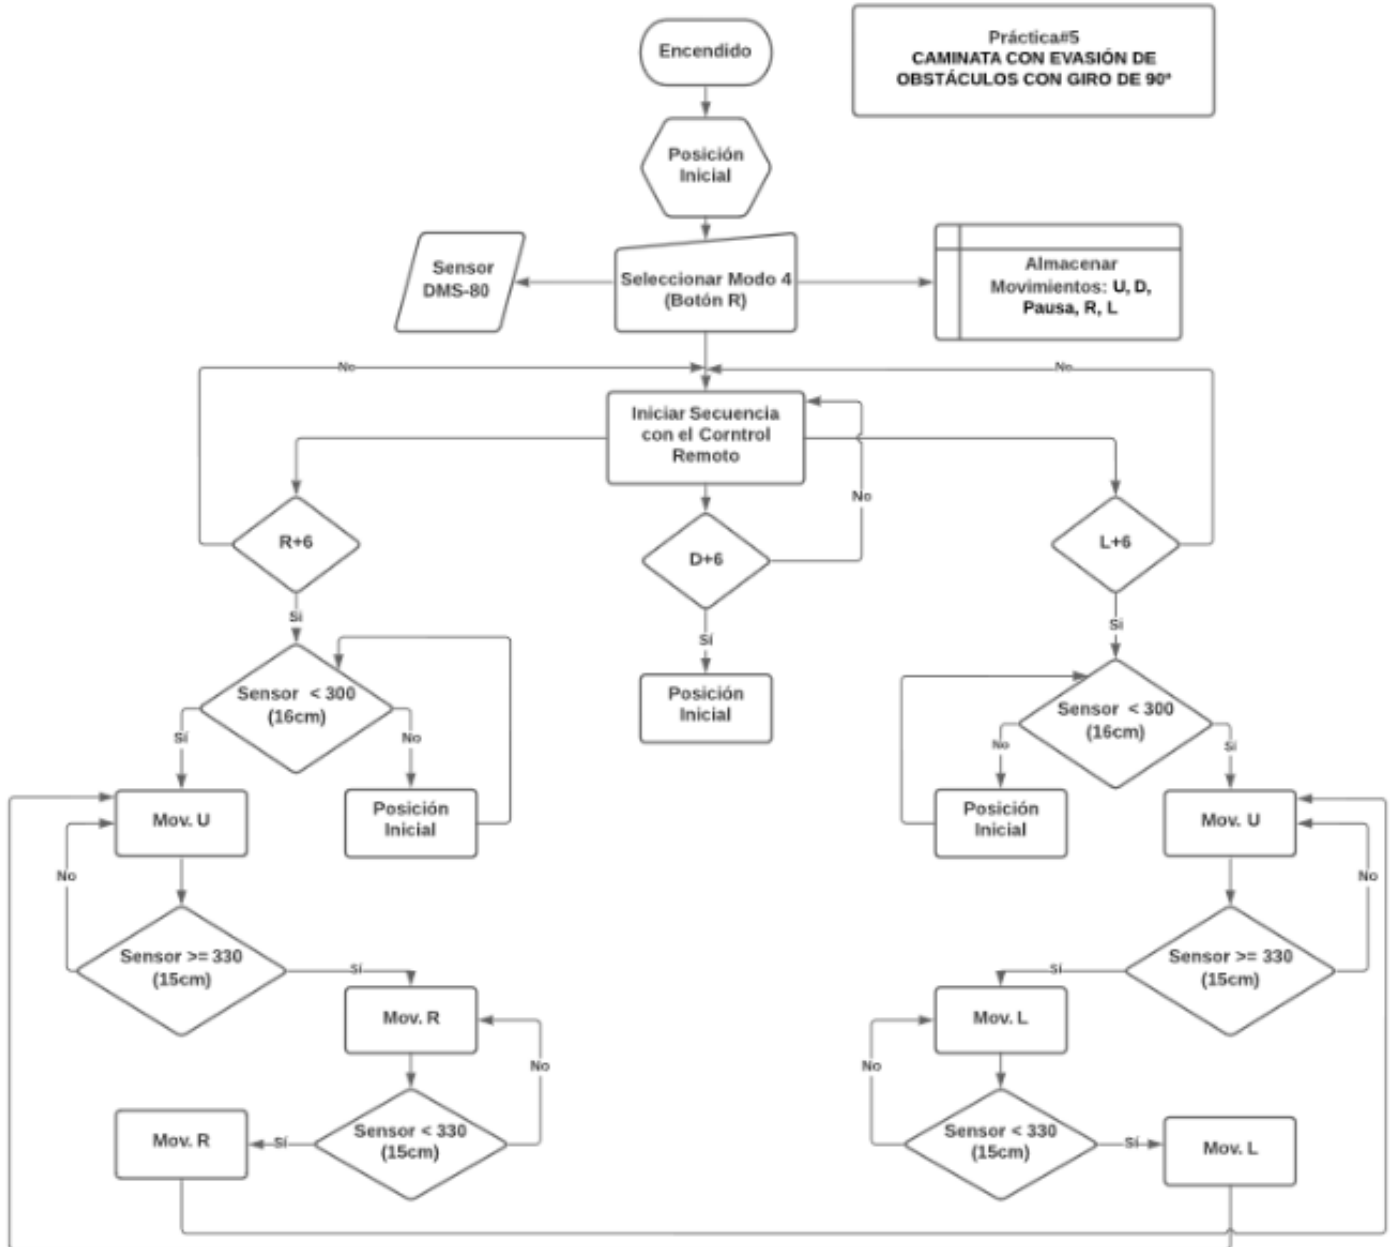 Encendido
Práctica#5
CAMINATA CON EVASIÓN DE
OBSTÁCULOS CON GIRO DE 90°
Posición
Inicial
Sensor
DMS-80
Seleccionar Modo 4
(Botón R)
Almacenar
Movimientos: U, D,
Pausa, R, L
No
No
Iniciar Secuencia
con el Corntrol
Remoto
No
R+6
D+6
L+6
Sí
Sí
Sí
Sensor < 300
(16cm)
Posición
Inicial
Sensor < 300
(16cm)
Sí
No
No
Sí
Mov. U
Posición
Inicial
Posición
Inicial
Mov. U
No
No
Sensor >= 330
(15cm)
Sí
Sí
Sensor >= 330
(15cm)
Mov. R
Mov. L
No
No
Mov. R
Sí
Sensor < 330
(15cm)
Sensor < 330
(15cm)
Sí
Mov. L